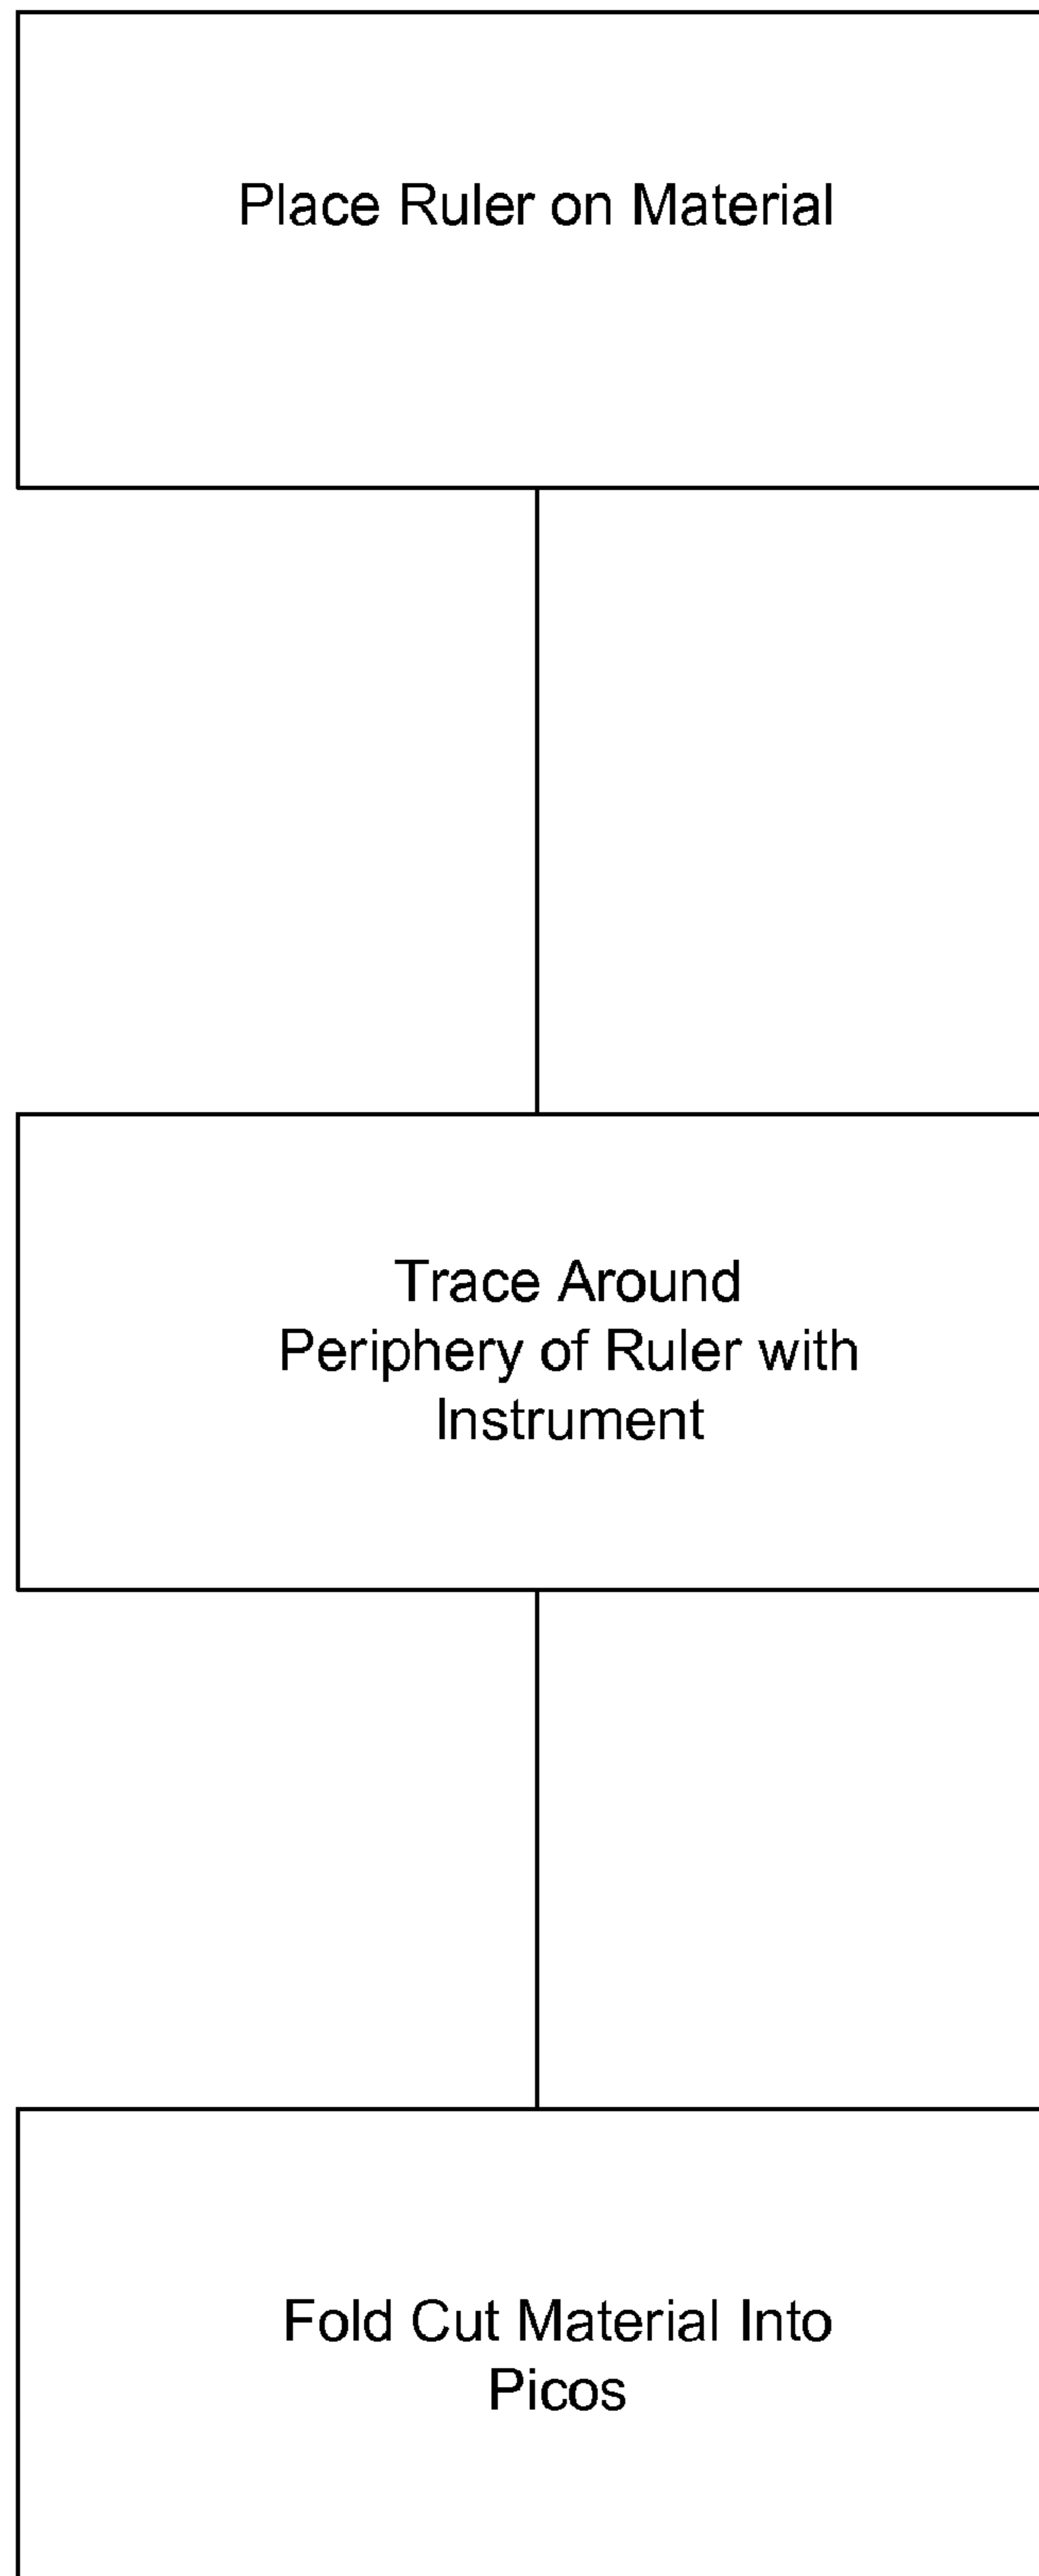 Place Ruler on Material
Trace Around
Periphery of Ruler with
Instrument
Fold Cut Material Into
Picos